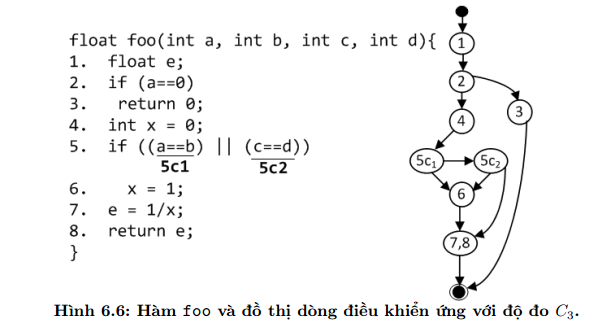 float foo(int a, int b, int c, int d){
1. float e;
2. if (a==0)
3. return 0;
4. int x = 0;
5. if ((a==b) || (c==d))
5c1 5c2
6. x = 1;
7. e = 1/x;
8. return e;
}
1
2
3
4
5c₁ 5c₂
6
7,8
Hình 6.6: Hàm foo và đồ thị dòng điều khiển ứng với độ đo C₃.